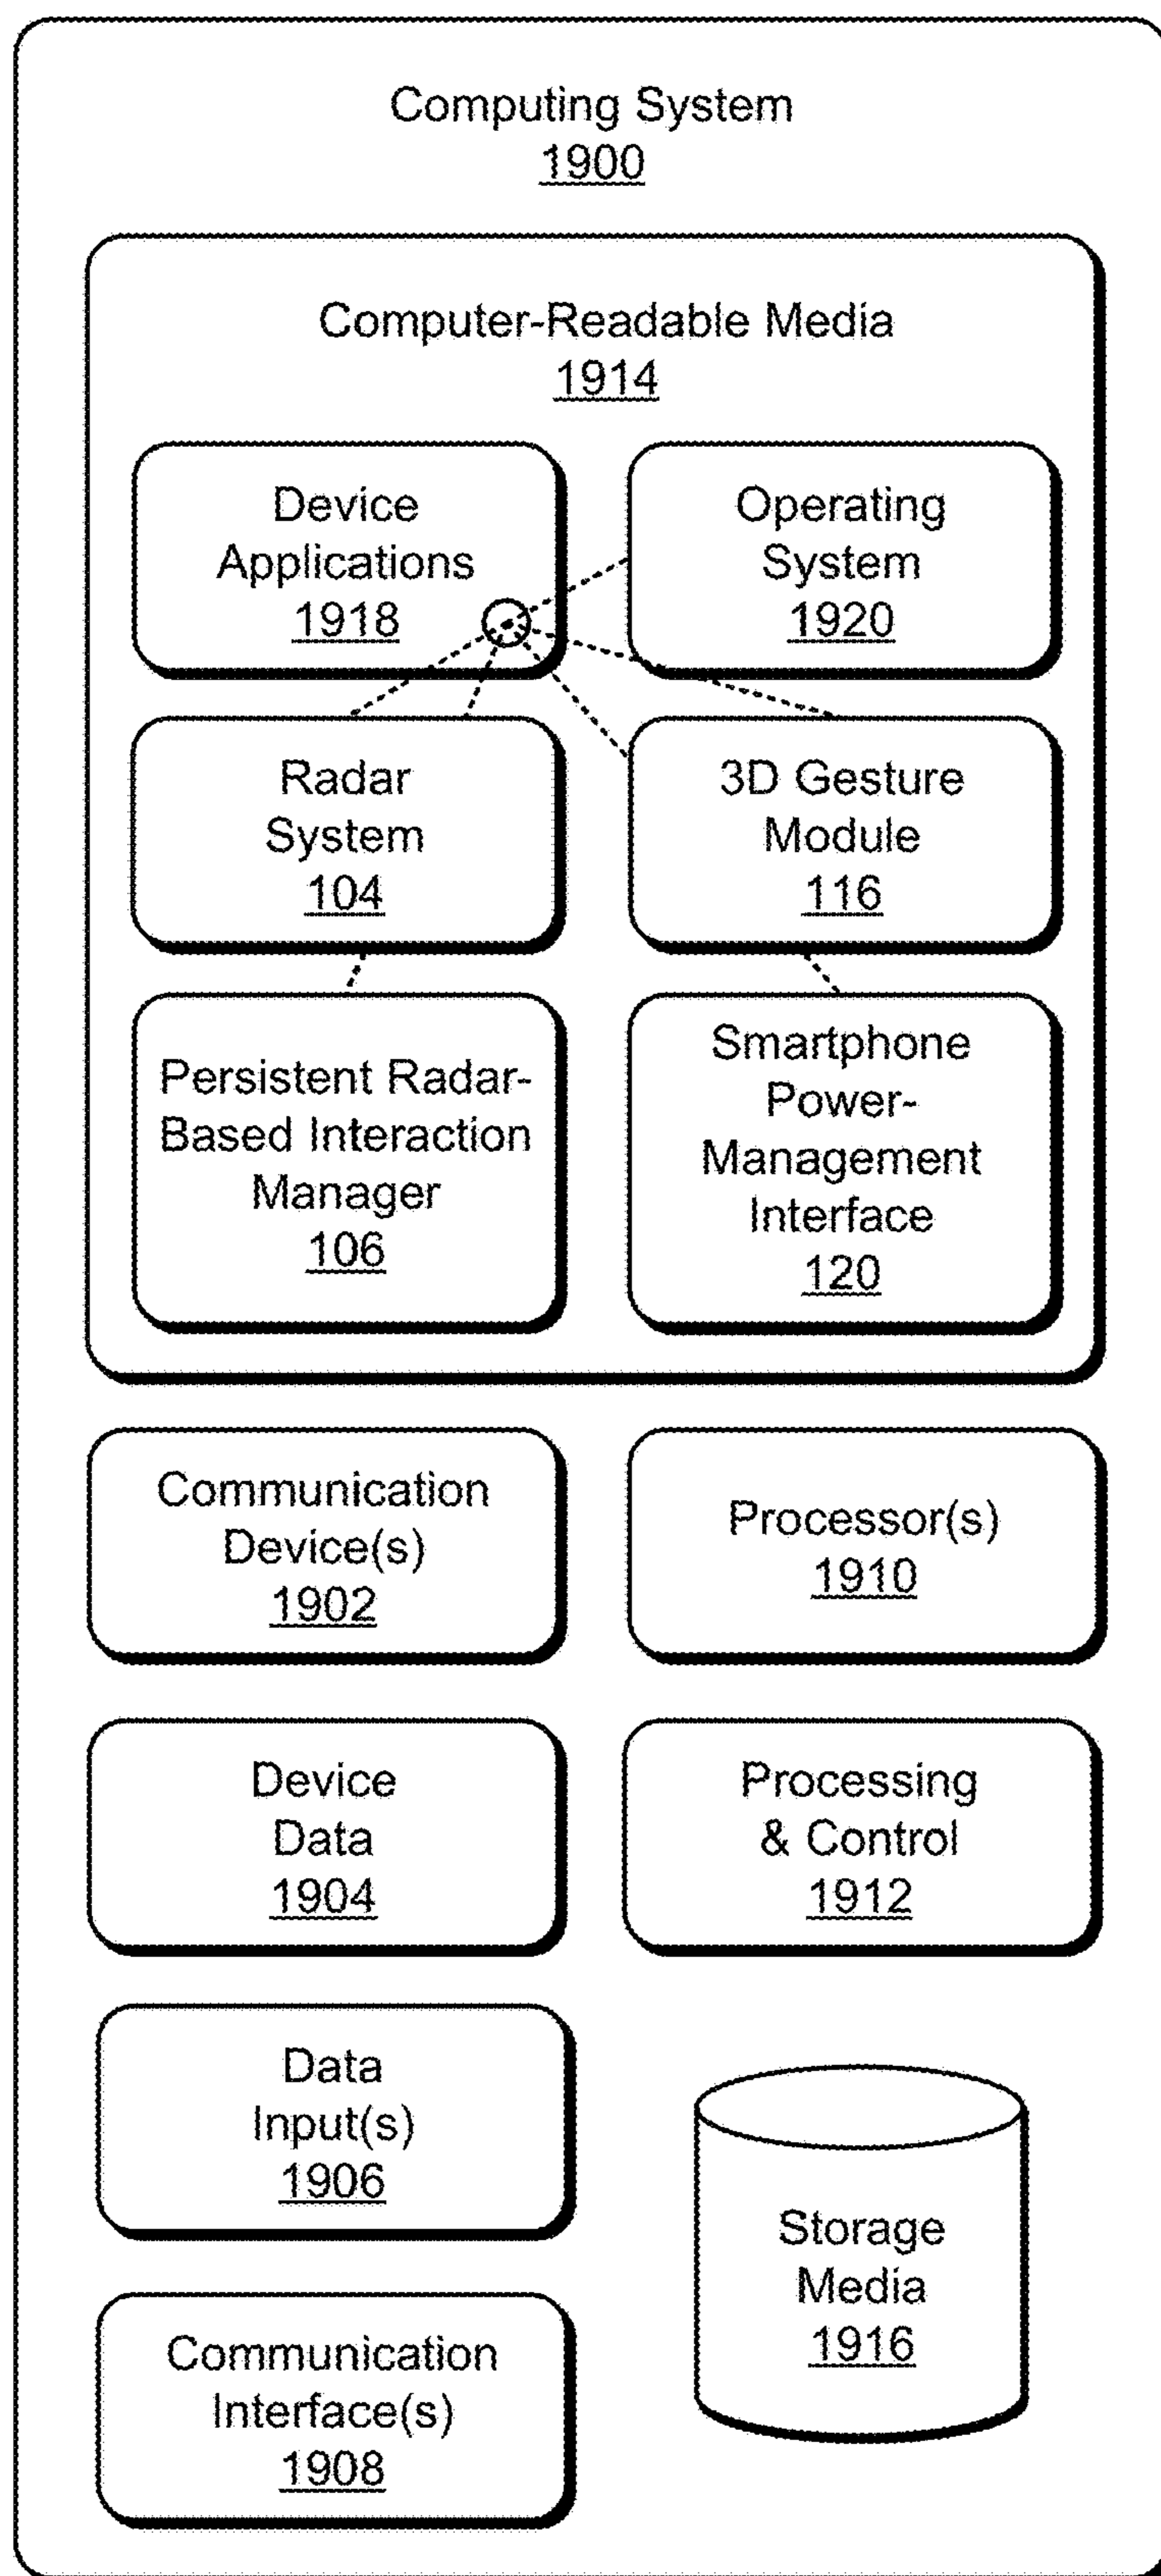 Computing System
1900
Computer-Readable Media
1914
Device
Applications
1918
Operating
System
1920
Radar
System
104
3D Gesture
Module
116
Persistent Radar-
Based Interaction
Manager
106
Smartphone
Power-
Management
Interface
120
Communication
Device(s)
1902
Processor(s)
1910
Device
Data
1904
Processing
& Control
1912
Data
Input(s)
1906
Storage
Media
1916
Communication
Interface(s)
1908